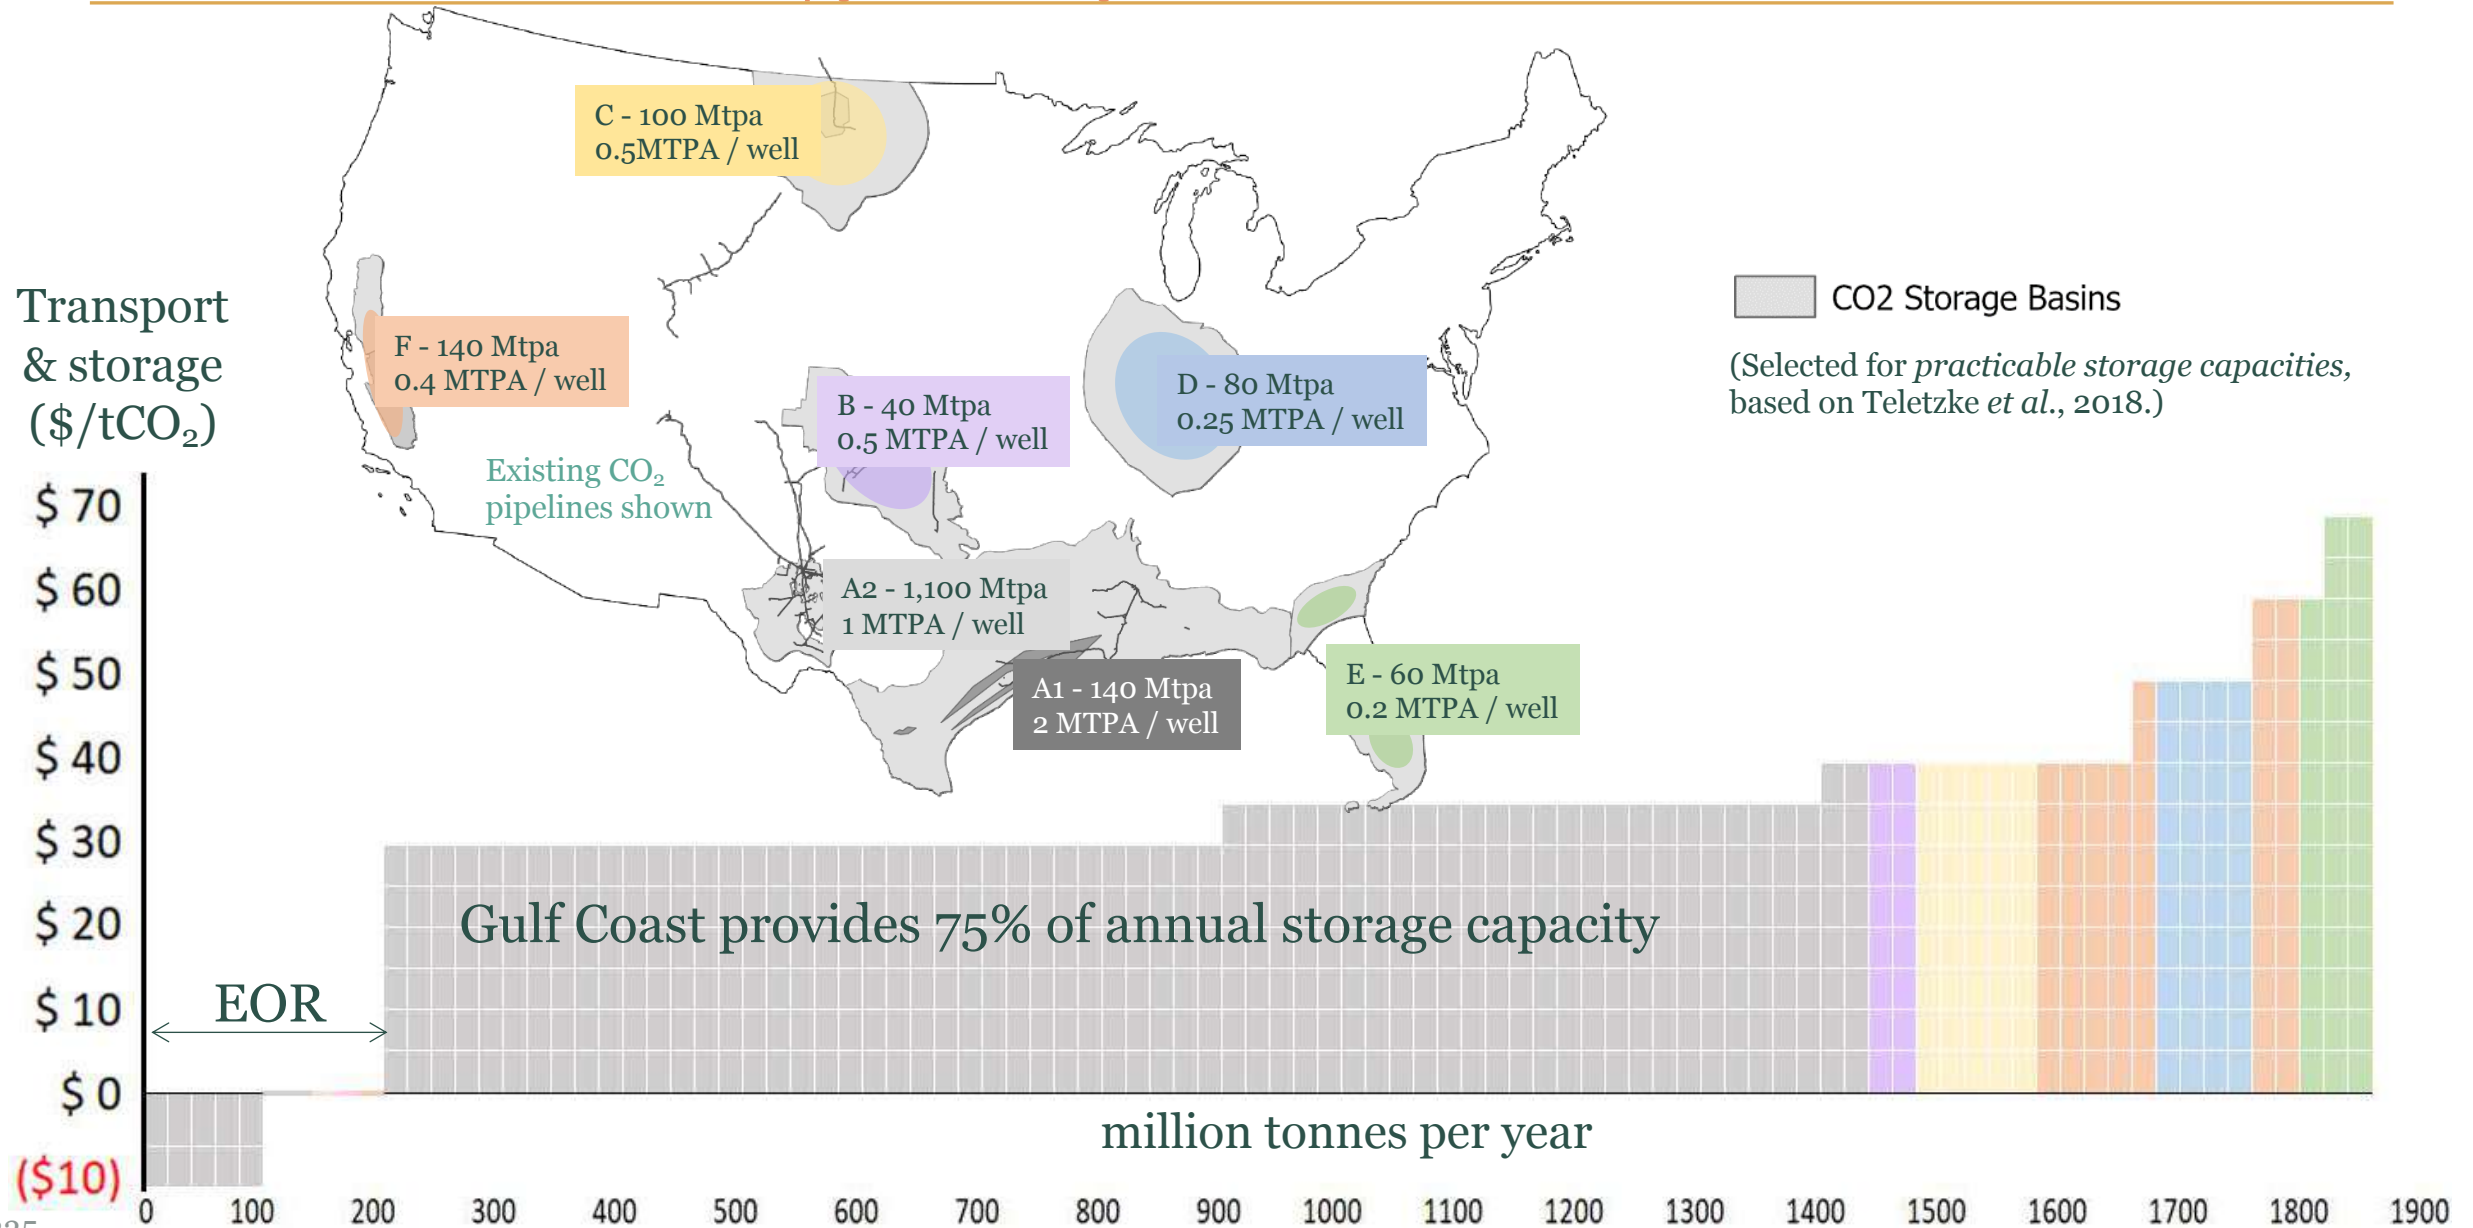 C - 100 Mtpa
0.5MTPA / well
F - 140 Mtpa
0.4 MTPA / well
B - 40 Mtpa
0.5 MTPA / well
D - 80 Mtpa
0.25 MTPA / well
CO2 Storage Basins
(Selected for practicable storage capacities,
based on Teletzke et al., 2018.)
Existing CO₂
pipelines shown
A2 - 1,100 Mtpa
1 MTPA / well
A1 - 140 Mtpa
2 MTPA / well
E - 60 Mtpa
0.2 MTPA / well
Transport
& storage
($/tCO₂)
$ 70
$ 60
$ 50
$ 40
$ 30
$ 20
$ 10
$ 0
($10)
Gulf Coast provides 75% of annual storage capacity
EOR
million tonnes per year
0 100 200 300 400 500 600 700 800 900 1000 1100 1200 1300 1400 1500 1600 1700 1800 1900